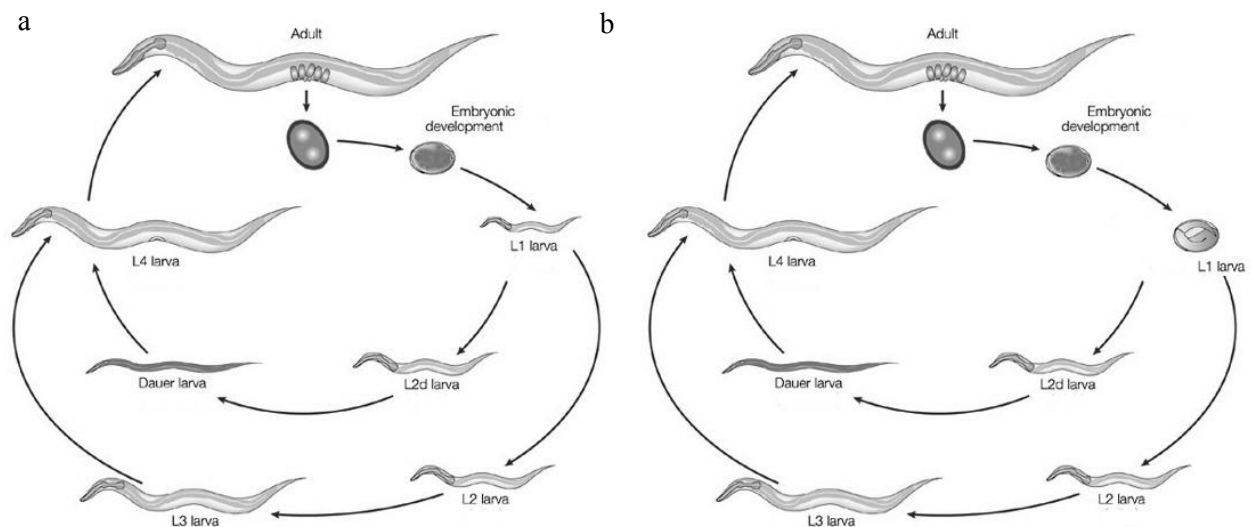 a
Adult
Embryonic
development
L1 larva
L4 larva
Dauer larva
L2d larva
L2 larva
L3 larva
b
Adult
Embryonic
development
L1 larva
L4 larva
Dauer larva
L2d larva
L2 larva
L3 larva